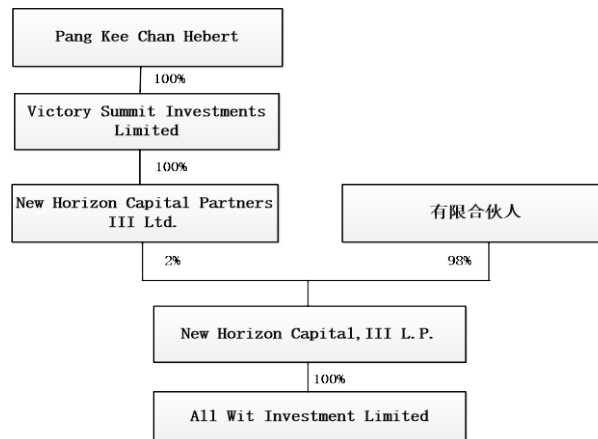 Pang Kee Chan Hebert
100%
Victory Summit Investments
Limited
100%
New Horizon Capital Partners
III Ltd.
有限合伙人
2%
98%
New Horizon Capital,III L.P.
100%
All Wit Investment Limited